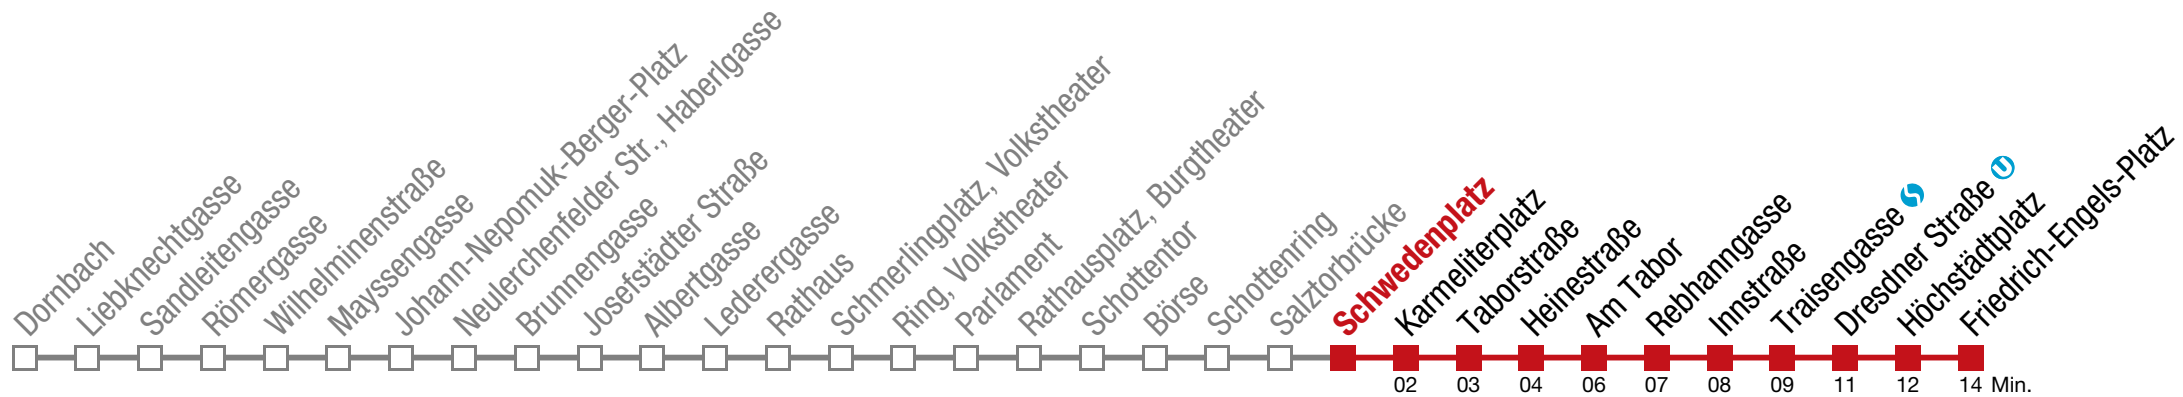 Dornbach
Liebknechtgasse
Sandleitengasse
Römergasse
Wilhelminenstraße
Mayssengasse
Johann-Nepomuk-Berger-Platz
Neulerchenfelder Str., Haberlgasse
Brunnengasse
Josefstädter Straße
Albertgasse
Lederergasse
Rathaus
Schmerlingplatz, Volkstheater
Ring, Volkstheater
Parlament
Rathausplatz, Burgtheater
Schottentor
Börse
Schottenring
Salztorbrücke
Schwedenplatz
Karmeliterplatz
Taborstraße
Heinestraße
Am Tabor
Rebhanngasse
Innstraße
Traisengasse S
Dresdner Straße U
Höchstädtplatz
Friedrich-Engels-Platz
02 03 04 06 07 08 09 11 12 14 Min.